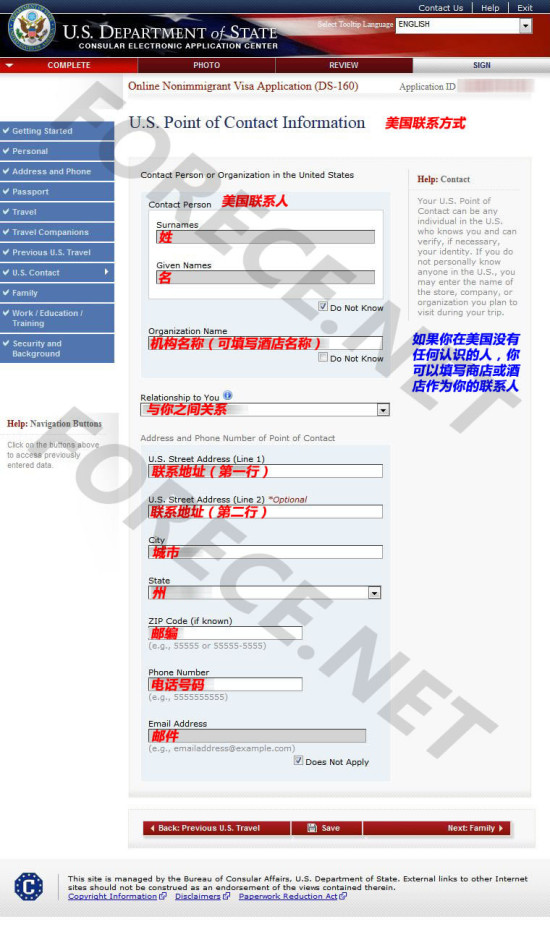 Contact Us | Help | Exit
U.S. DEPARTMENT of STATE
CONSULAR ELECTRONIC APPLICATION CENTER
Select Tooltip Language ENGLISH
COMPLETE PHOTO REVIEW SIGN
Online Nonimmigrant Visa Application (DS-160) Application ID
U.S. Point of Contact Information 美国联系方式
Getting Started
Personal
Address and Phone
Passport
Travel
Travel Companions
Previous U.S. Travel
U.S. Contact
Family
Work / Education /
Training
Security and
Background
Help: Navigation Buttons
Click on the buttons above
to access previously
entered data.
Contact Person or Organization in the United States
Contact Person 美国联系人
Surnames
姓
Given Names
名
Do Not Know
Organization Name
机构名称（可填写酒店名称）
Do Not Know
Relationship to You
与你之间关系
Address and Phone Number of Point of Contact
U.S. Street Address (Line 1)
联系地址（第一行）
U.S. Street Address (Line 2) *Optional
联系地址（第二行）
City
城市
State
州
ZIP Code (if known)
邮编
(e.g., 55555 or 55555-5555)
Phone Number
电话号码
(e.g., 5555555555)
Email Address
邮件
(e.g., emailaddress@example.com)
Does Not Apply
Help: Contact
Your U.S. Point of
Contact can be any
individual in the U.S.
who knows you and can
verify, if necessary,
your identity. If you do
not personally know
anyone in the U.S., you
may enter the name of
the store, company, or
organization you plan to
visit during your trip.
如果你在美国没有
任何认识的人，你
可以填写商店或酒
店作为你的联系人
Back: Previous U.S. Travel Save Next: Family
This site is managed by the Bureau of Consular Affairs, U.S. Department of State. External links to other Internet
sites should not be construed as an endorsement of the views contained therein.
Copyright Information Disclaimers Paperwork Reduction Act
FORECE.NET
FORECE.NET